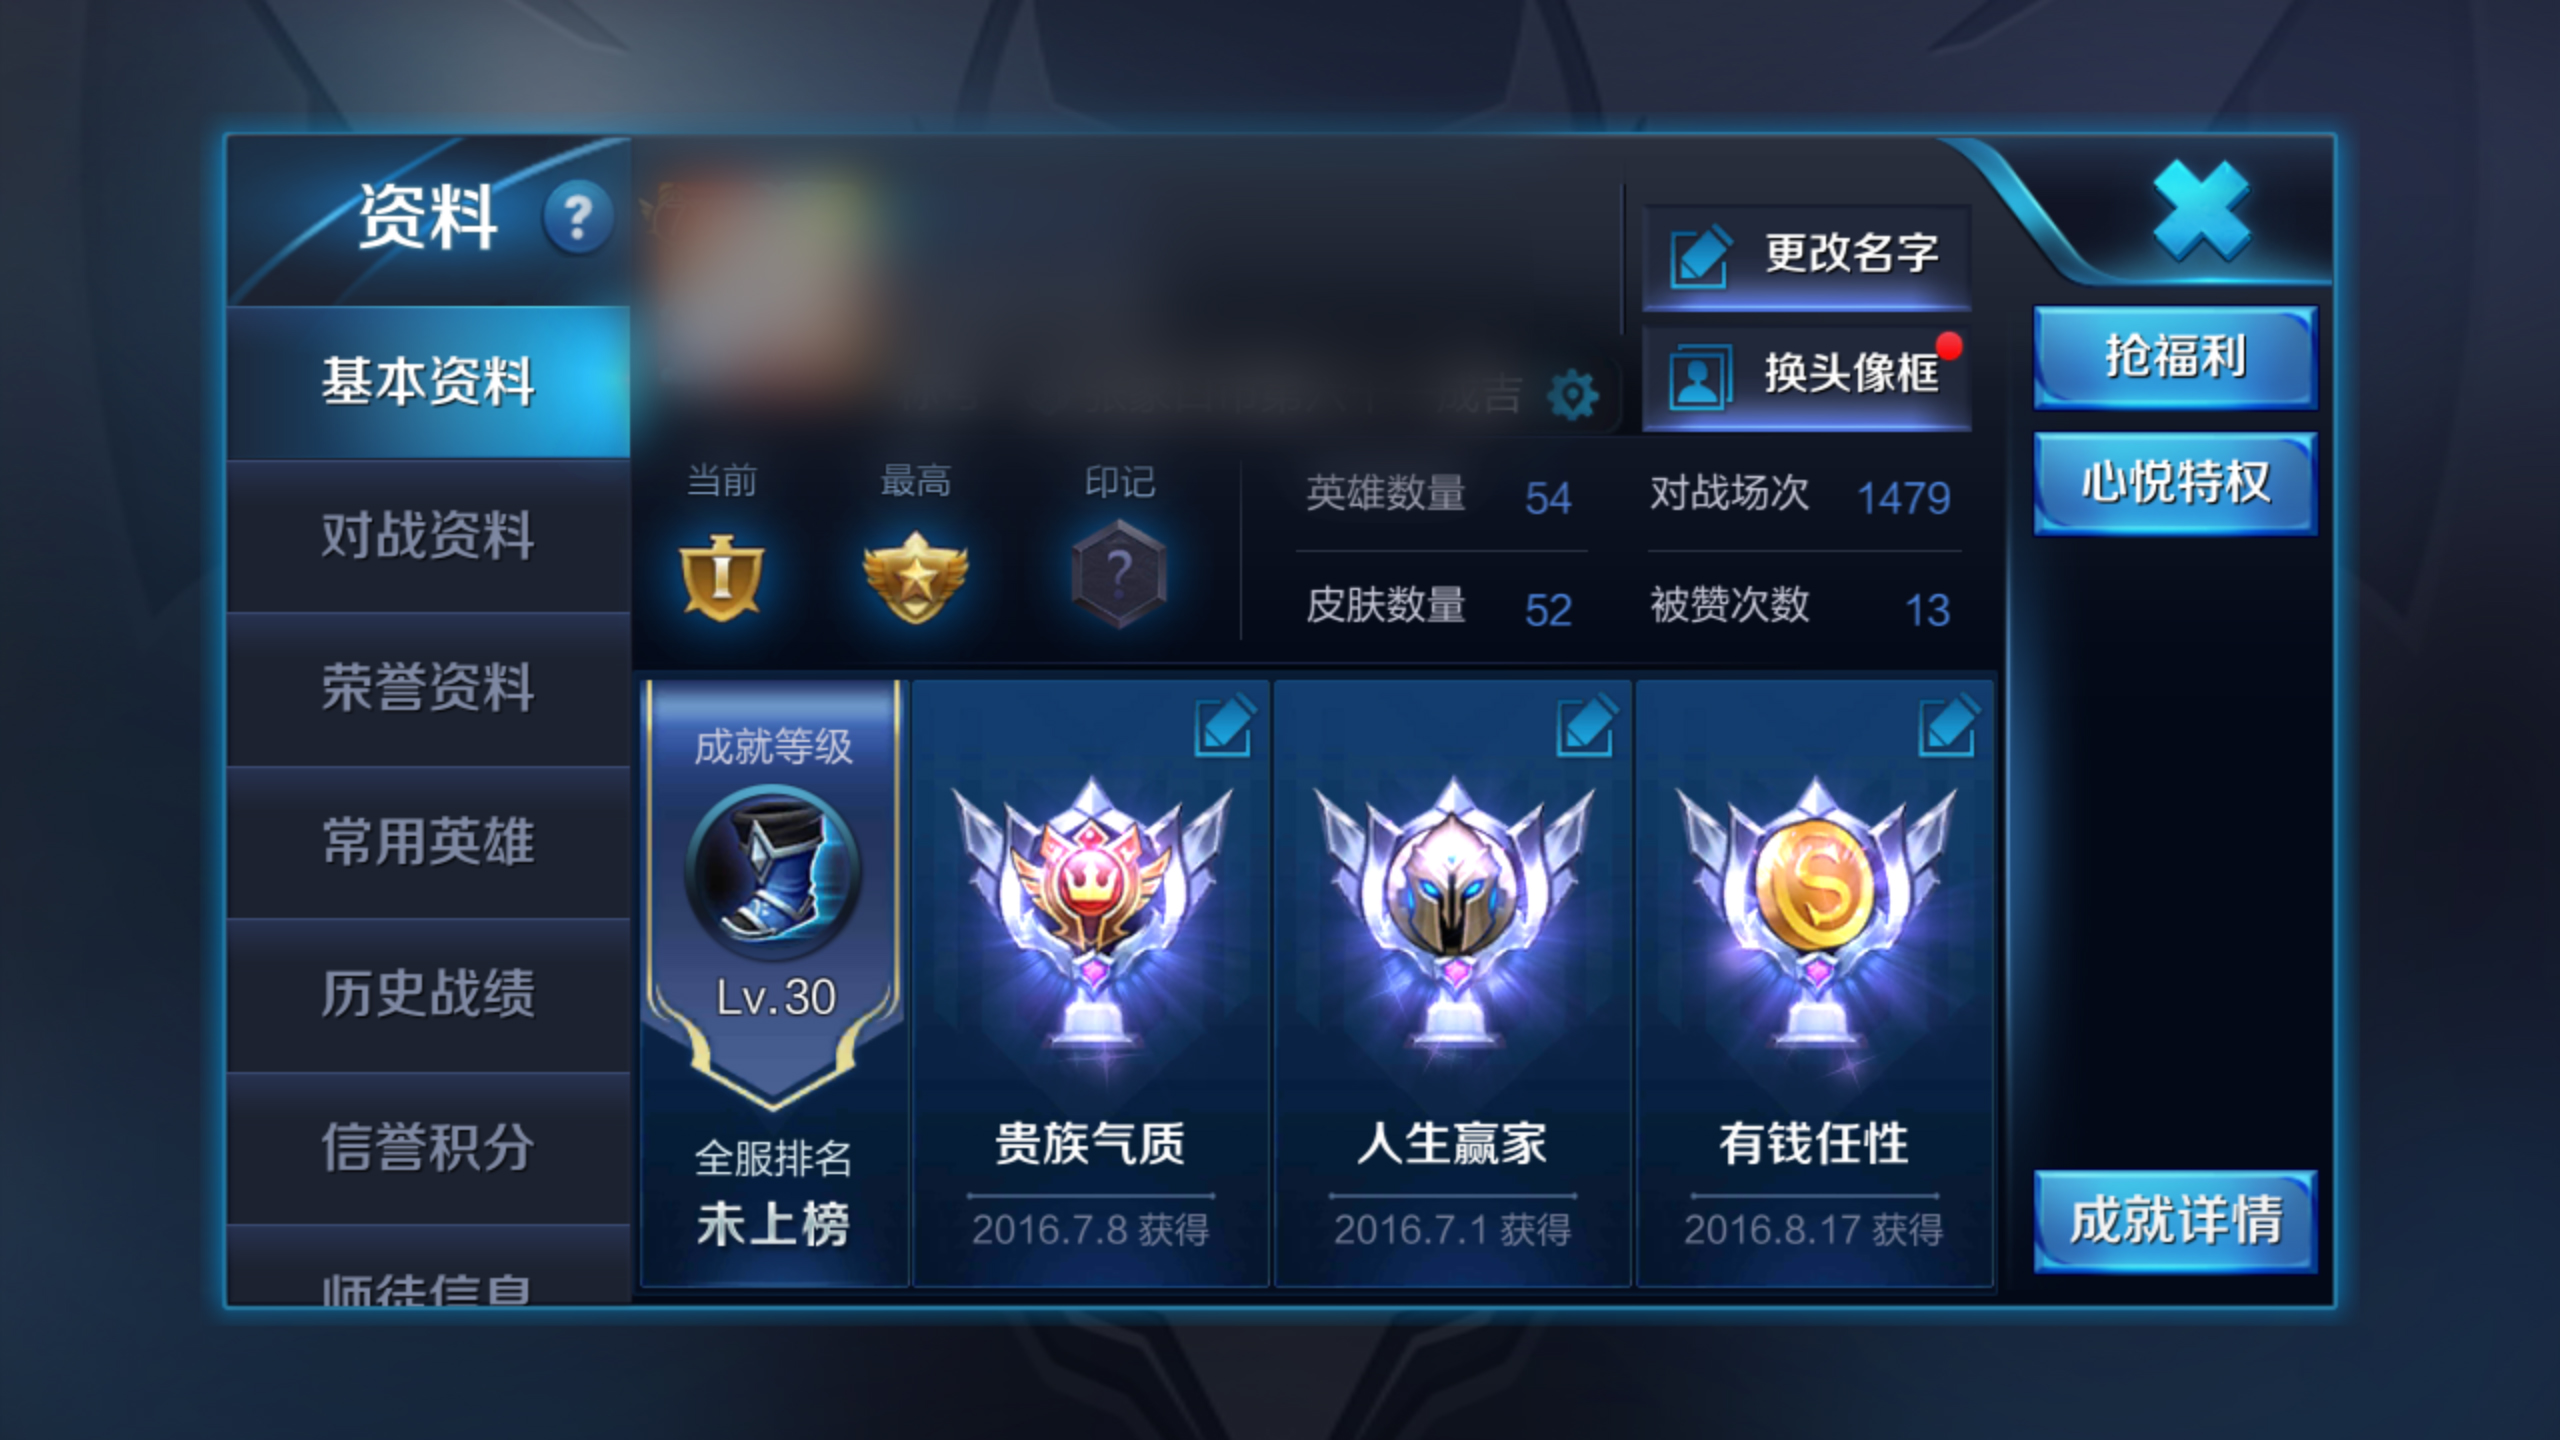 资料 ?
更改名字
换头像框
抢福利
心悦特权
基本资料
对战资料
荣誉资料
常用英雄
历史战绩
信誉积分
师徒信息
当前 最高 印记
I ?
英雄数量 54 对战场次 1479
皮肤数量 52 被赞次数 13
成就等级
Lv.30
全服排名
未上榜
贵族气质
2016.7.8 获得
人生赢家
2016.7.1 获得
S
有钱任性
2016.8.17 获得
成就详情